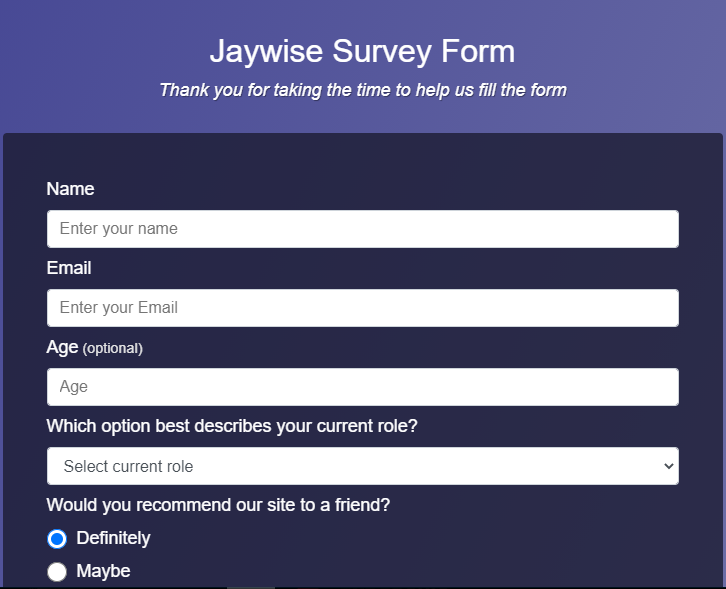 Jaywise Survey Form
Thank you for taking the time to help us fill the form
Name
Enter your name
Email
Enter your Email
Age (optional)
Age
Which option best describes your current role?
Select current role
Would you recommend our site to a friend?
Definitely
Maybe